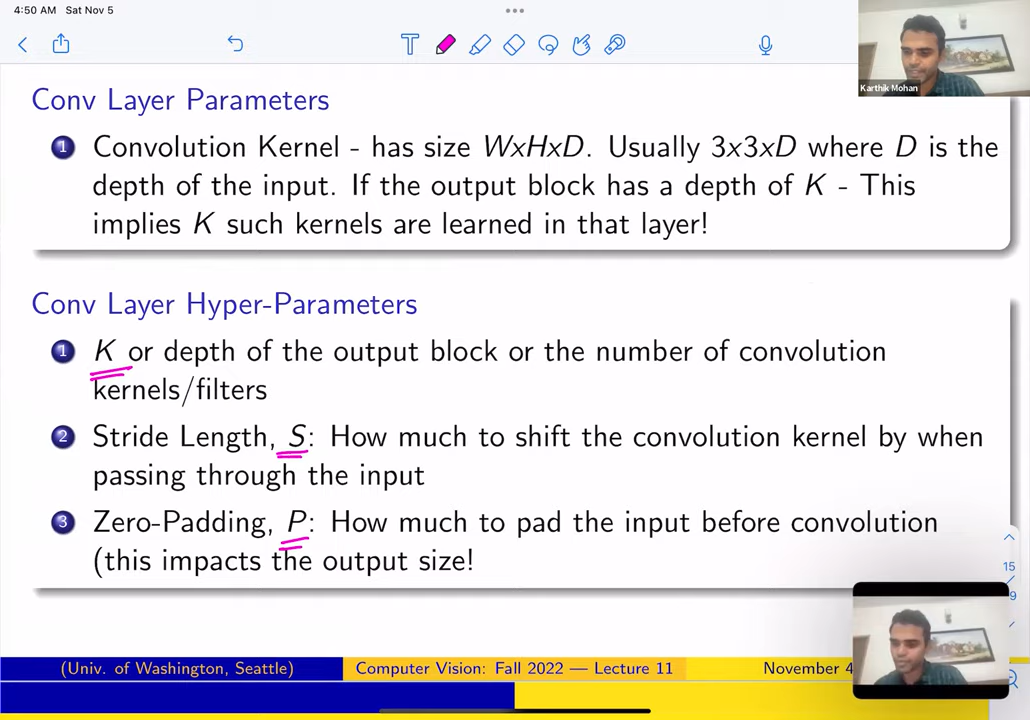 4:50 AM Sat Nov 5
Karthik Mohan
Conv Layer Parameters
1 Convolution Kernel - has size WxHxD. Usually 3x3xD where D is the
depth of the input. If the output block has a depth of K - This
implies K such kernels are learned in that layer!
Conv Layer Hyper-Parameters
1 K or depth of the output block or the number of convolution
kernels/filters
2 Stride Length, S: How much to shift the convolution kernel by when
passing through the input
3 Zero-Padding, P: How much to pad the input before convolution
(this impacts the output size!
15
9
(Univ. of Washington, Seattle)
Computer Vision: Fall 2022 — Lecture 11
November 4